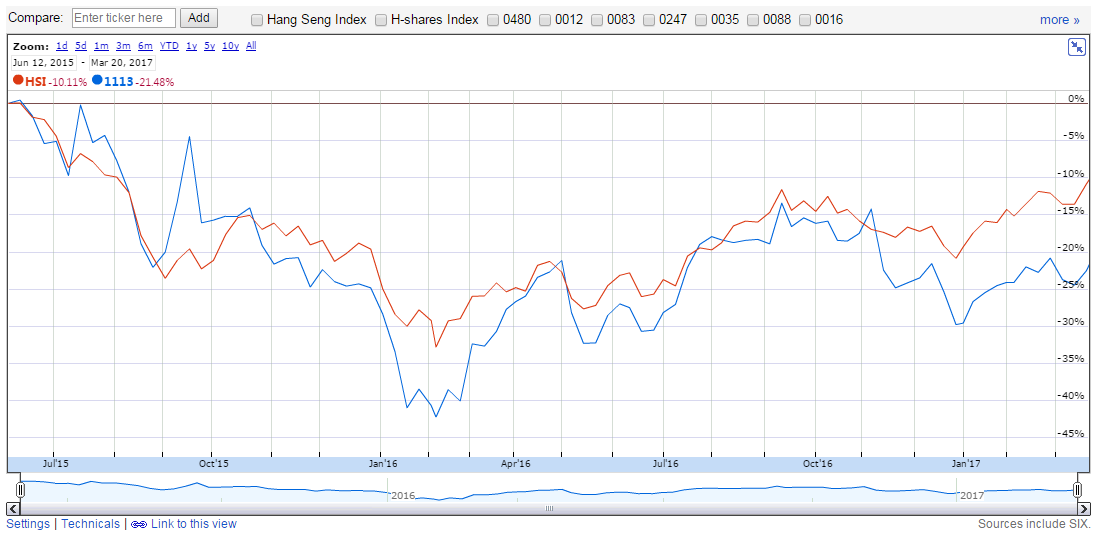 Compare: Enter ticker here Add Hang Seng Index H-shares Index 0480 0012 0083 0247 0035 0088 0016 more »
Zoom: 1d 5d 1m 3m 6m YTD 1y 5y 10y All
Jun 12, 2015 - Mar 20, 2017
HSI -10.11% 1113 -21.48%
0%
-5%
-10%
-15%
-20%
-25%
-30%
-35%
-40%
-45%
Jul'15 Oct'15 Jan'16 Apr'16 Jul'16 Oct'16 Jan'17
2016 2017
Settings | Technicals | Link to this view Sources include SIX.